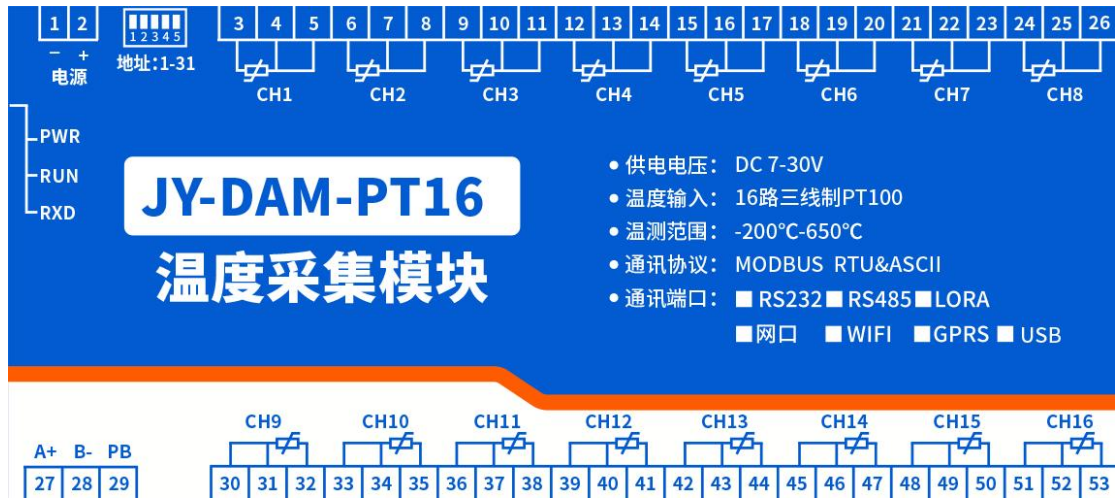 1 2 1 2 3 4 5 3 4 5 6 7 8 9 10 11 12 13 14 15 16 17 18 19 20 21 22 23 24 25 26
− +
电源 地址:1-31
CH1 CH2 CH3 CH4 CH5 CH6 CH7 CH8
PWR
RUN
RXD
JY-DAM-PT16
温度采集模块
• 供电电压： DC 7-30V
• 温度输入： 16路三线制PT100
• 温测范围： -200℃-650℃
• 通讯协议： MODBUS RTU&ASCII
• 通讯端口： ■ RS232 ■ RS485 ■ LORA
■ 网口 ■ WIFI ■ GPRS ■ USB
CH9 CH10 CH11 CH12 CH13 CH14 CH15 CH16
A+ B- PB
27 28 29 30 31 32 33 34 35 36 37 38 39 40 41 42 43 44 45 46 47 48 49 50 51 52 53